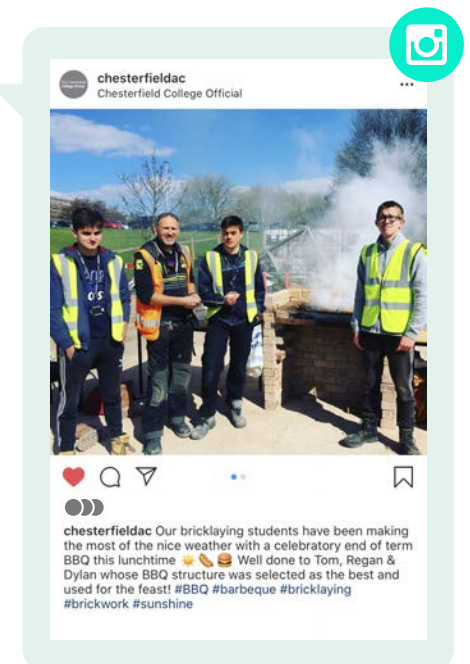 chesterfieldac
Chesterfield College Official
chesterfieldac Our bricklaying students have been making
the most of the nice weather with a celebratory end of term
BBQ this lunchtime ☀️🌭🍔 Well done to Tom, Regan &
Dylan whose BBQ structure was selected as the best and
used for the feast! #BBQ #barbeque #bricklaying
#brickwork #sunshine